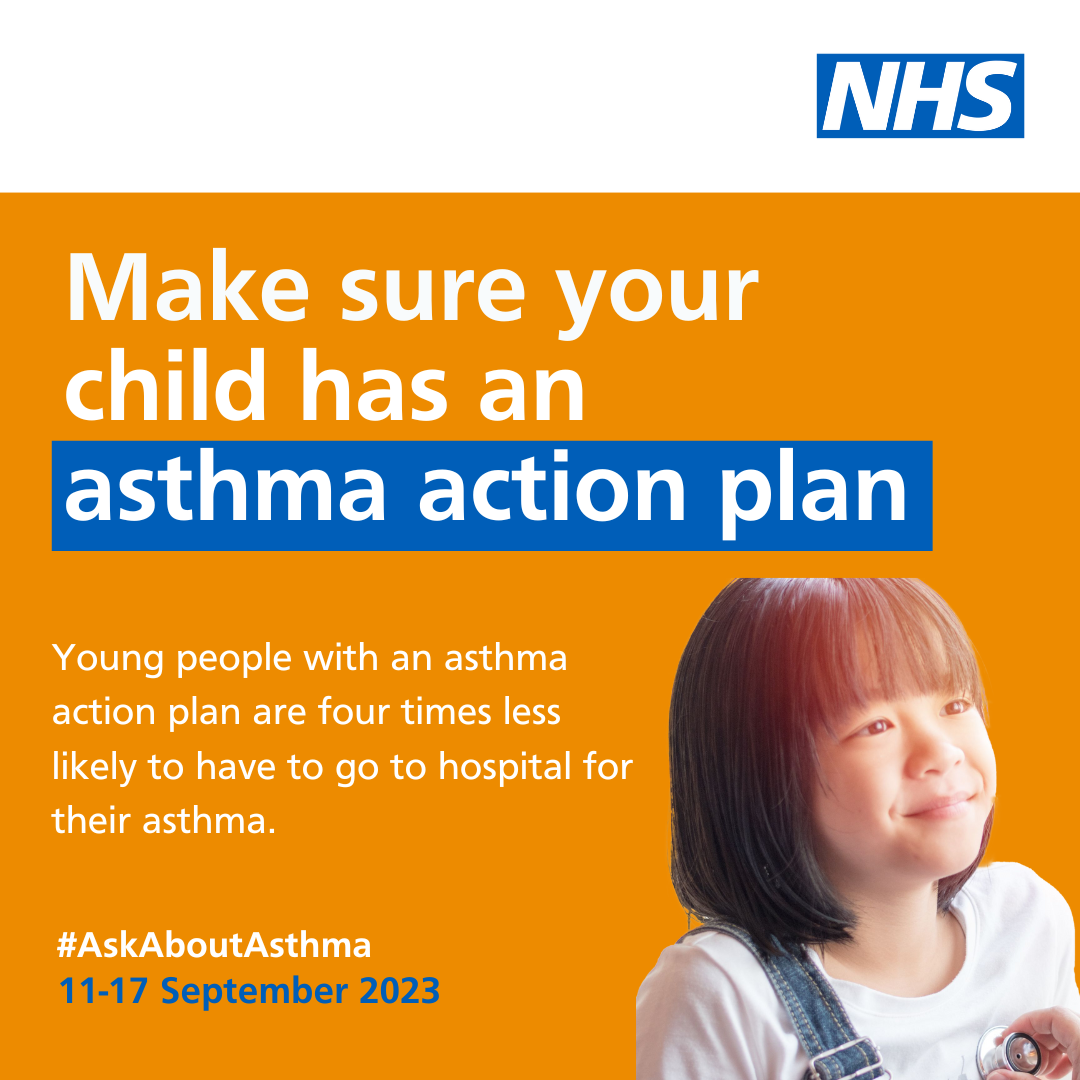 NHS
Make sure your
child has an
asthma action plan
Young people with an asthma
action plan are four times less
likely to have to go to hospital for
their asthma.
#AskAboutAsthma
11-17 September 2023